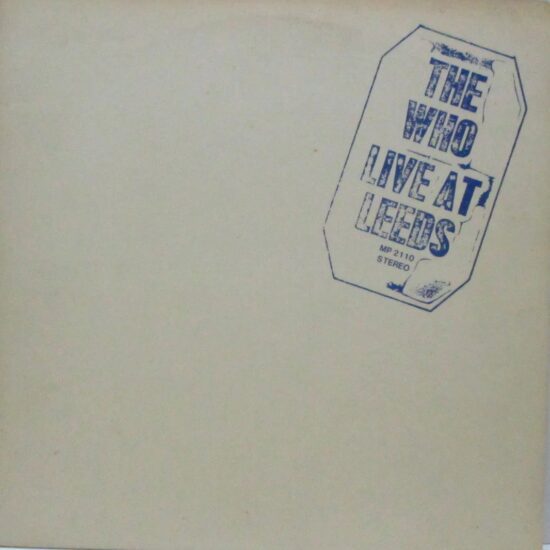 THE
WHO
LIVE AT
LEEDS
MP 2110
STEREO